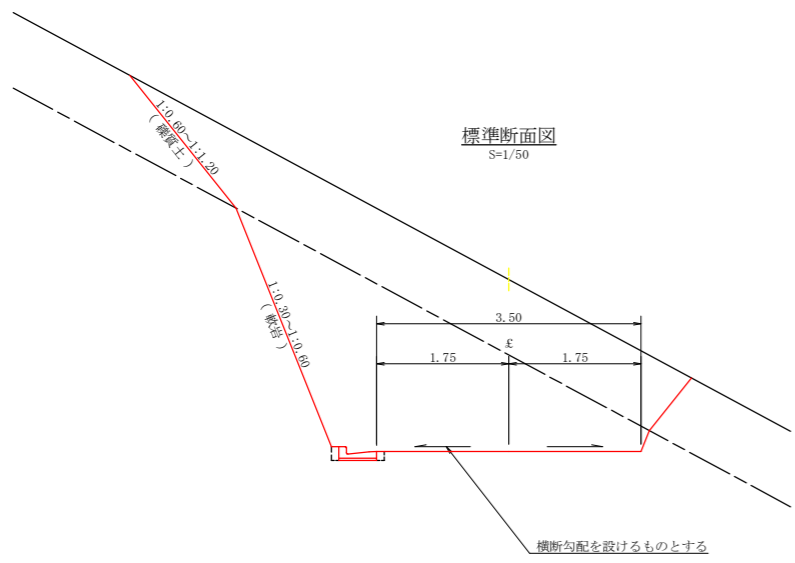 標準断面図
S=1/50
1:0.60～1:1.20
( 礫質土 )
1:0.30～1:0.60
( 軟岩 )
3.50
£
1.75
1.75
横断勾配を設けるものとする